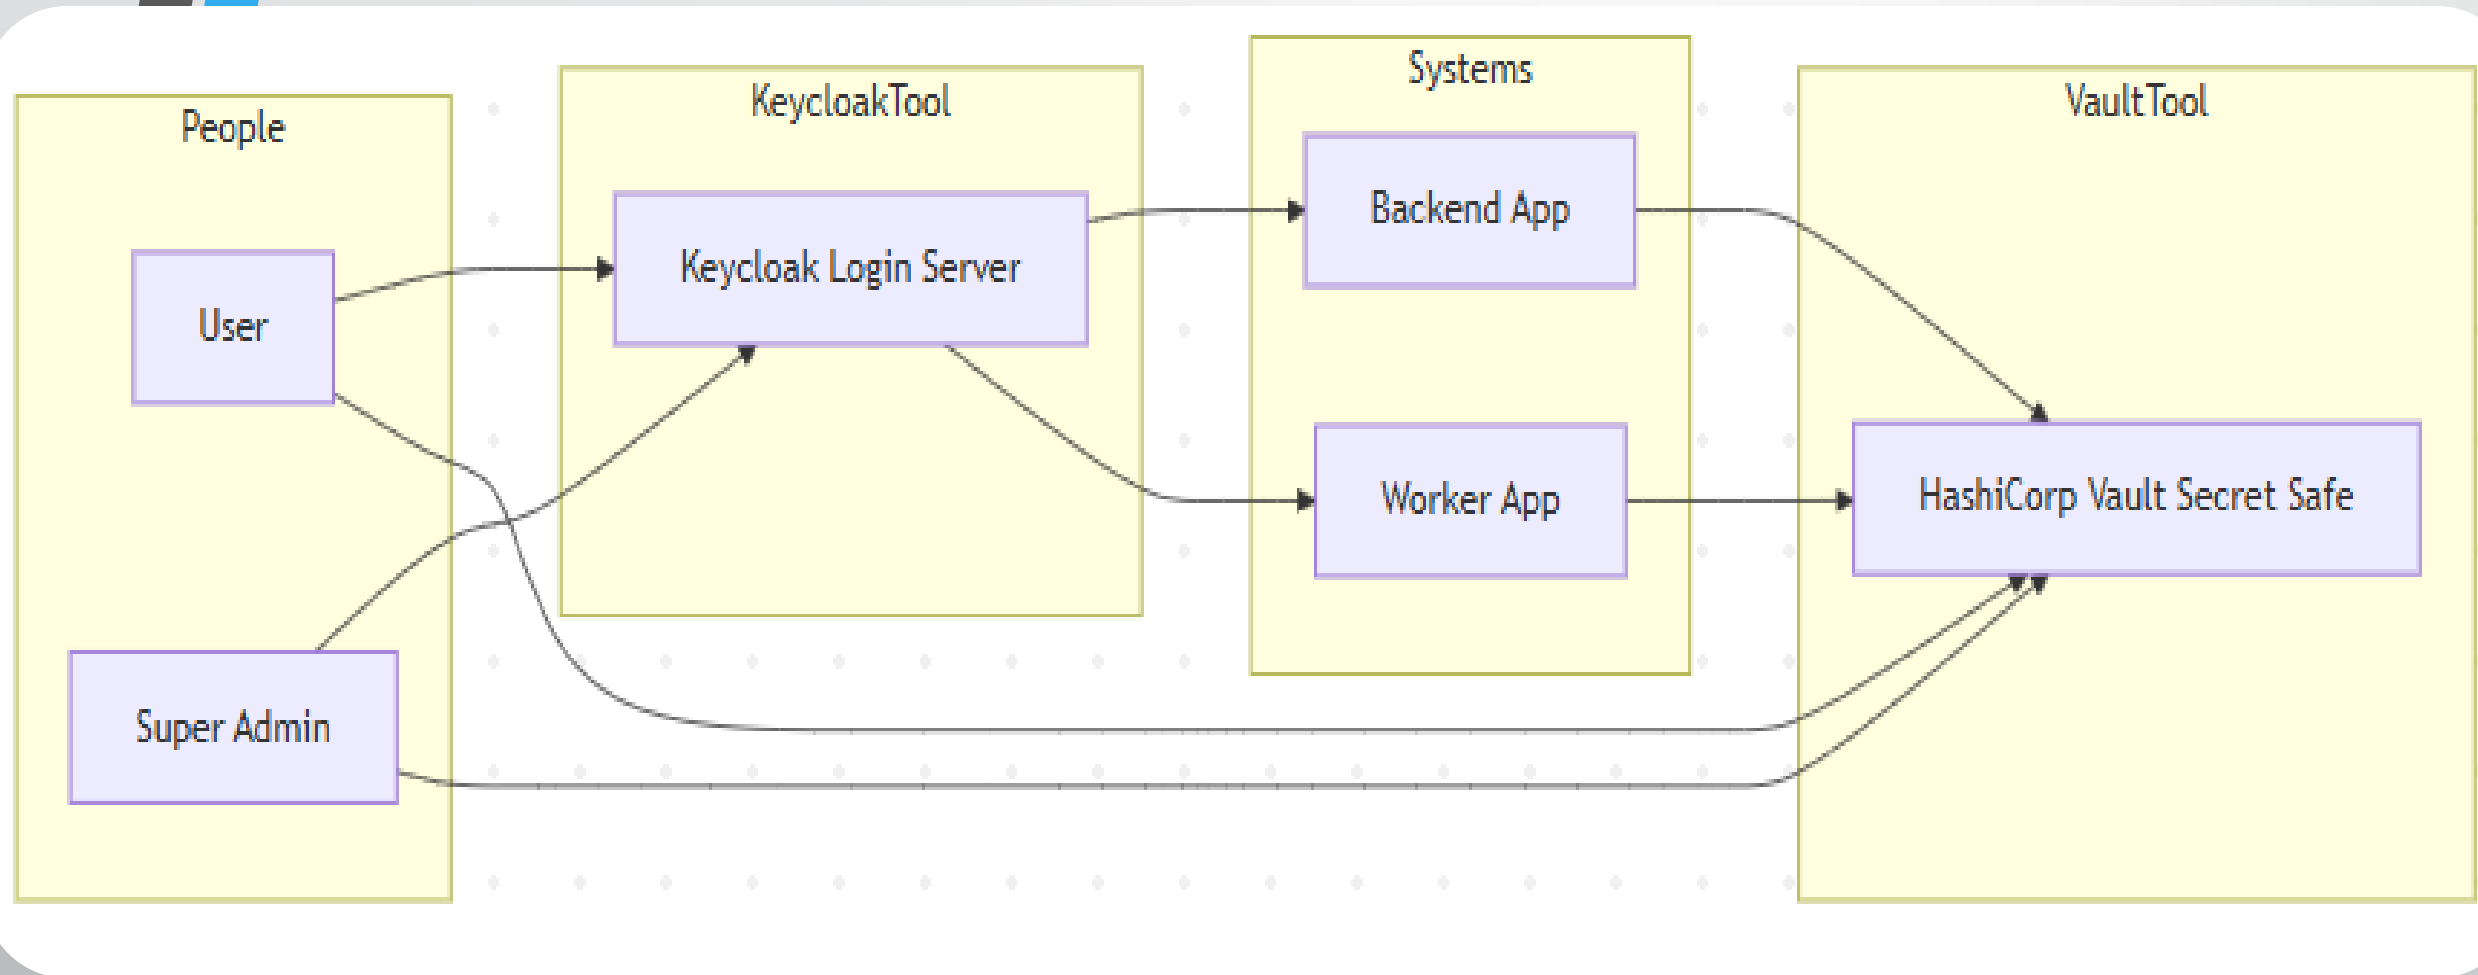 People
User
Super Admin
KeycloakTool
Keycloak Login Server
Systems
Backend App
Worker App
VaultTool
HashiCorp Vault Secret Safe